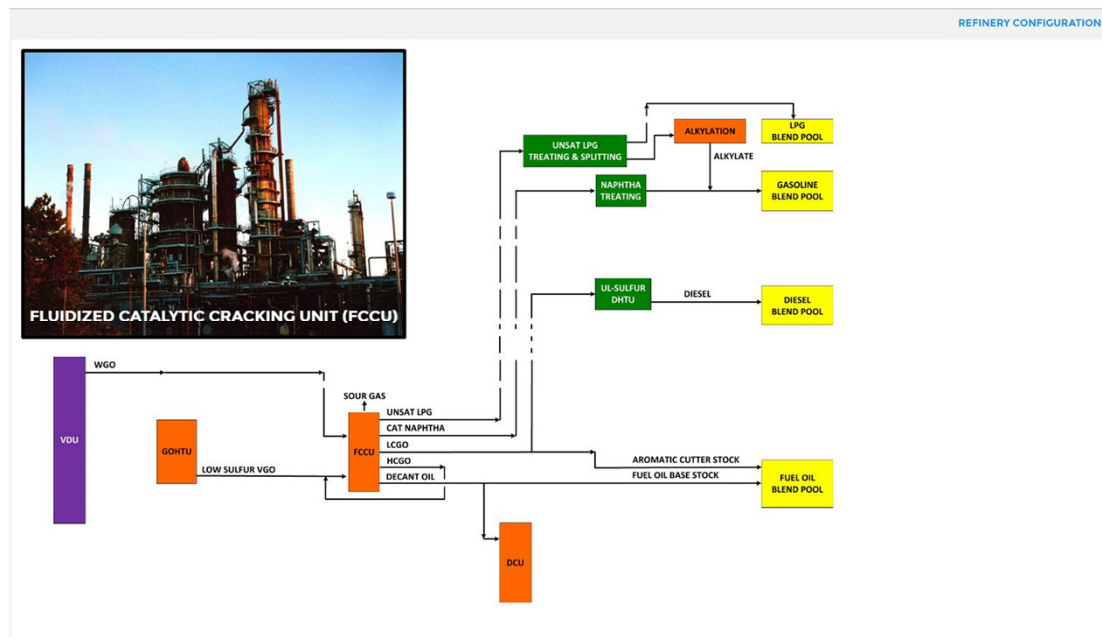 REFINERY CONFIGURATION
FLUIDIZED CATALYTIC CRACKING UNIT (FCCU)
UNSAT LPG
TREATING & SPLITTING
ALKYLATION
LPG
BLEND POOL
ALKYLATE
NAPHTHA
TREATING
GASOLINE
BLEND POOL
UL-SULFUR
DHTU
DIESEL
DIESEL
BLEND POOL
WGO
VDU
SOUR GAS
GOHTU
LOW SULFUR VGO
FCCU
UNSAT LPG
CAT NAPHTHA
LCGO
HCGO
DECANT OIL
AROMATIC CUTTER STOCK
FUEL OIL BASE STOCK
FUEL OIL
BLEND POOL
DCU